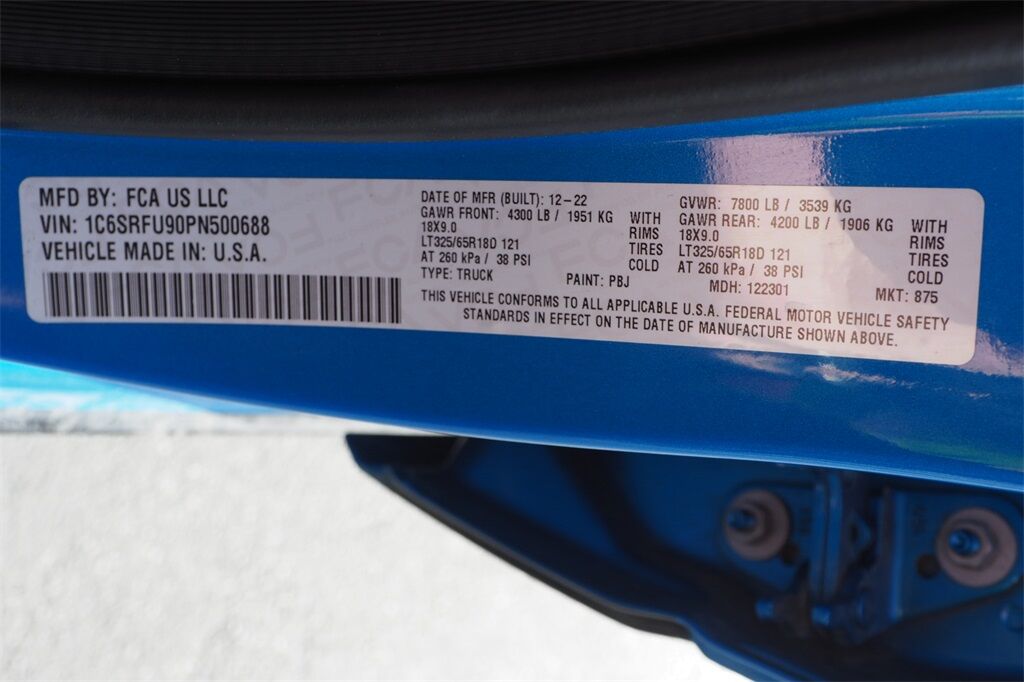 MFD BY: FCA US LLC
VIN: 1C6SRFU90PN500688
VEHICLE MADE IN: U.S.A.
DATE OF MFR (BUILT): 12-22
GAWR FRONT: 4300 LB / 1951 KG WITH
18X9.0 RIMS
LT325/65R18D 121 TIRES
AT 260 kPa / 38 PSI COLD
TYPE: TRUCK PAINT: PBJ
GVWR: 7800 LB / 3539 KG
GAWR REAR: 4200 LB / 1906 KG WITH
18X9.0 RIMS
LT325/65R18D 121 TIRES
AT 260 kPa / 38 PSI COLD
MDH: 122301 MKT: 875
THIS VEHICLE CONFORMS TO ALL APPLICABLE U.S.A. FEDERAL MOTOR VEHICLE SAFETY
STANDARDS IN EFFECT ON THE DATE OF MANUFACTURE SHOWN ABOVE.